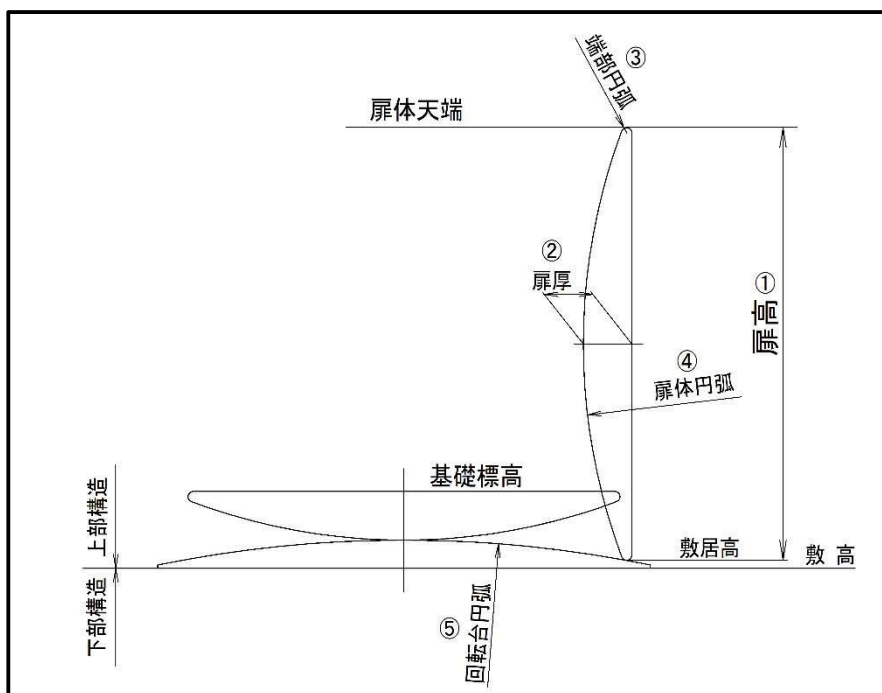 ③
端部円弧
扉体天端
②
扉厚
扉高①
④
扉体円弧
基礎標高
上部構造
敷居高
敷 高
下部構造
⑤
回転台円弧